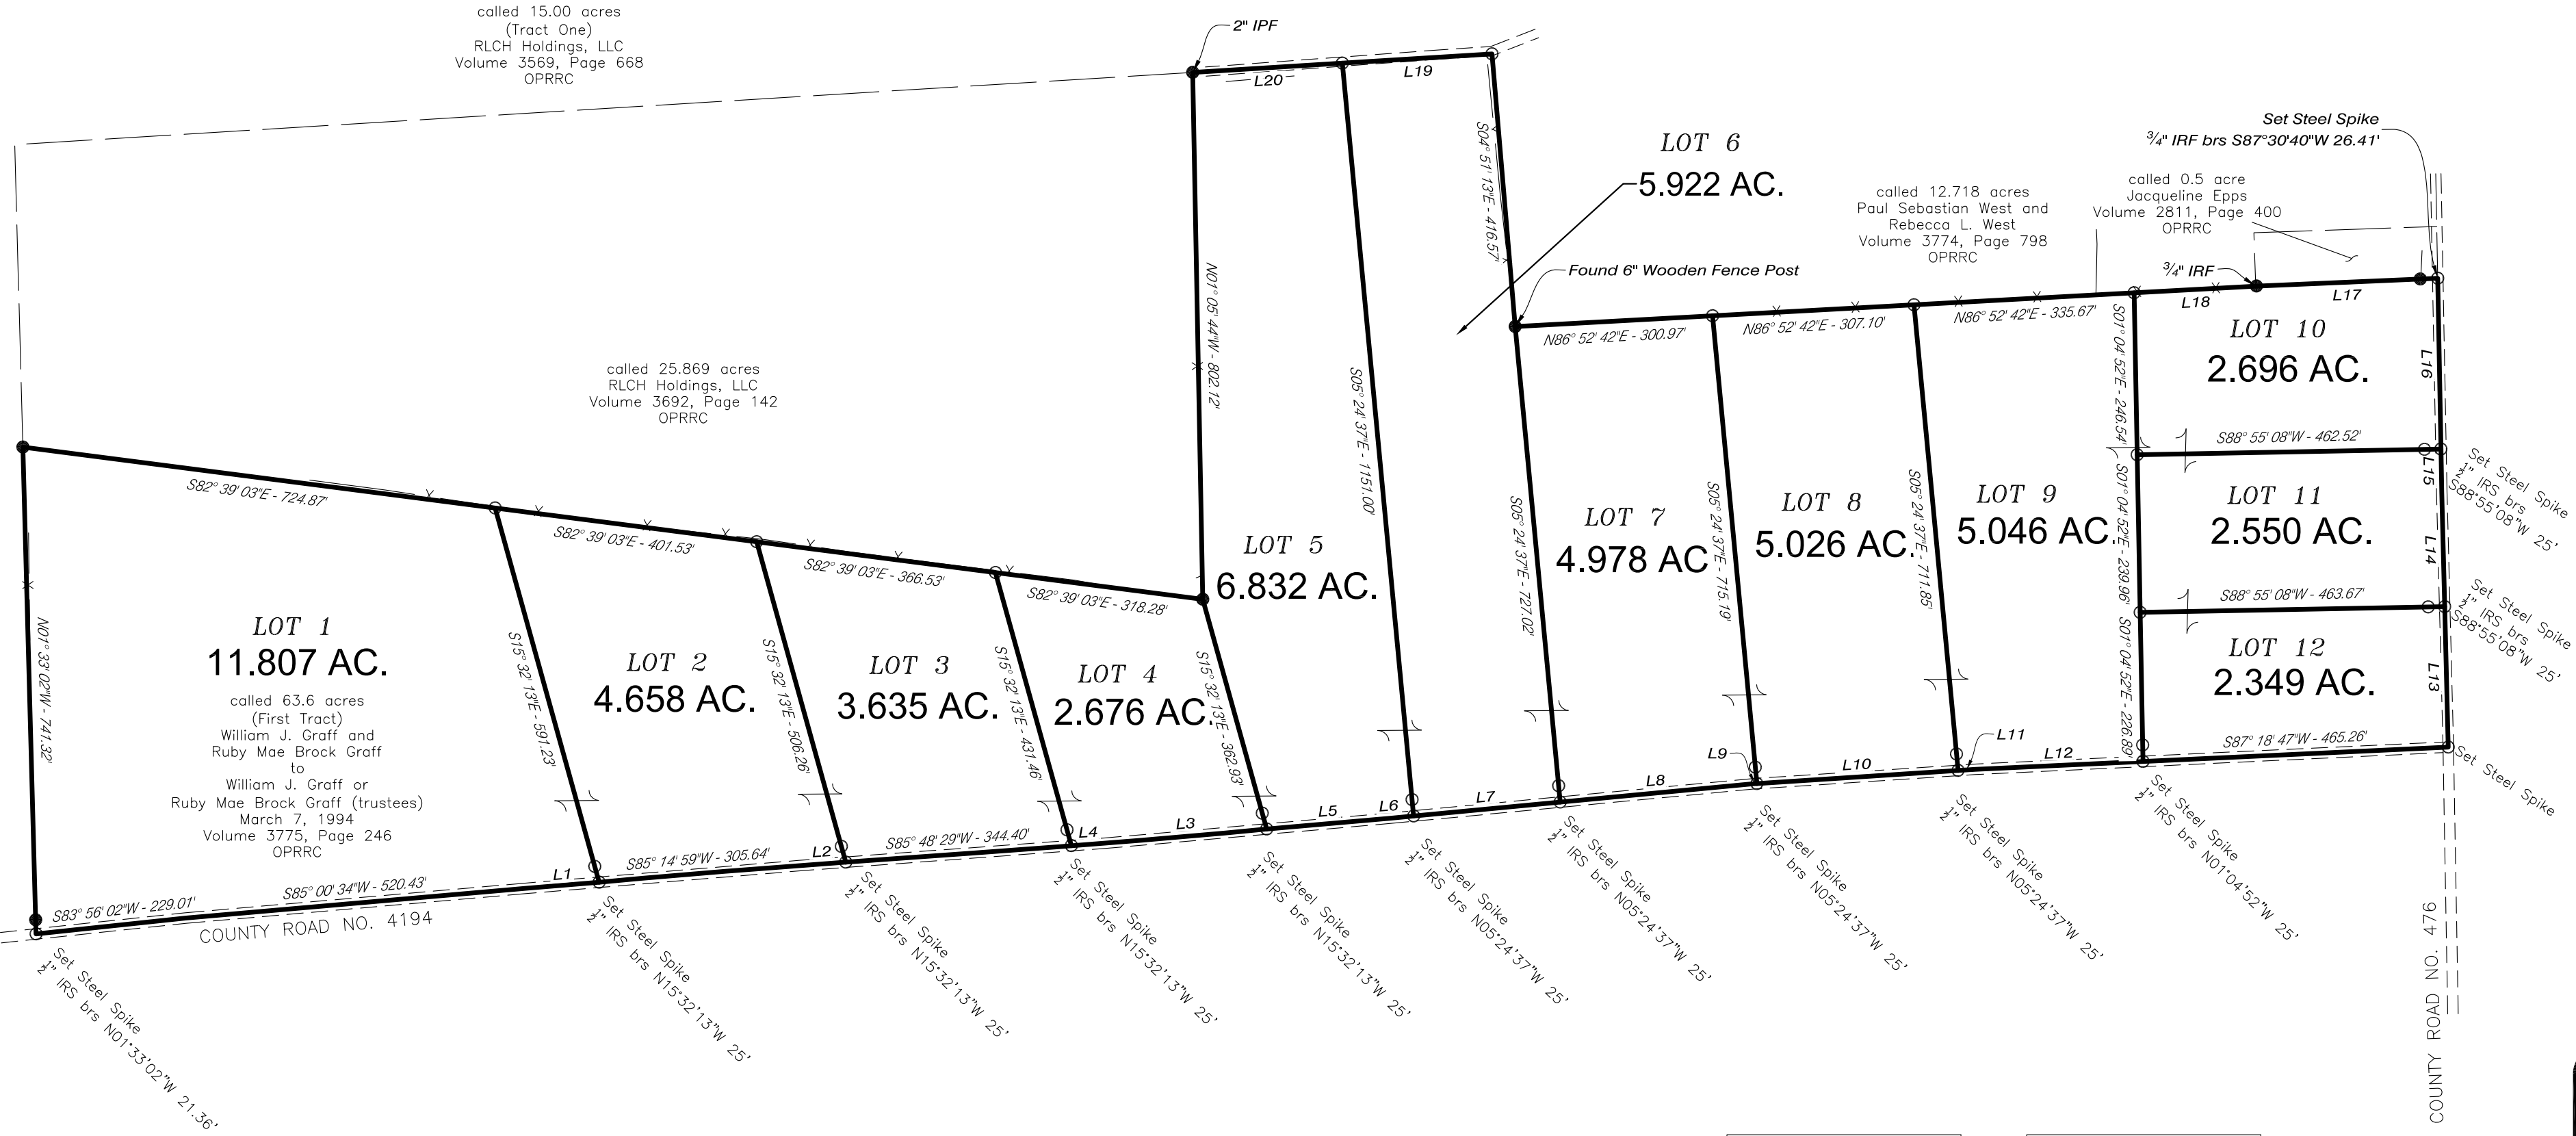 called 15.00 acres
(Tract One)
RLCH Holdings, LLC
Volume 3569, Page 668
OPRRC
2" IPF
L20
L19
S04° 51' 13"E - 416.57'
LOT 6
5.922 AC.
Found 6" Wooden Fence Post
called 12.718 acres
Paul Sebastian West and
Rebecca L. West
Volume 3774, Page 798
OPRRC
called 0.5 acre
Jacqueline Epps
Volume 2811, Page 400
OPRRC
Set Steel Spike
3/4" IRF brs S87°30'40"W 26.41'
3/4" IRF
L18
L17
L16
N86° 52' 42"E - 300.97'
N86° 52' 42"E - 307.10'
N86° 52' 42"E - 335.67'
N01° 05' 44"W - 802.12'
S05° 24' 37"E - 1151.00'
called 25.869 acres
RLCH Holdings, LLC
Volume 3692, Page 142
OPRRC
S82° 39' 03"E - 724.87'
S82° 39' 03"E - 401.53'
S82° 39' 03"E - 366.53'
S82° 39' 03"E - 318.28'
N01° 33' 02"W - 741.32'
LOT 1
11.807 AC.
called 63.6 acres
(First Tract)
William J. Graff and
Ruby Mae Brock Graff
to
William J. Graff or
Ruby Mae Brock Graff (trustees)
March 7, 1994
Volume 3775, Page 246
OPRRC
S15° 32' 13"E - 591.23'
LOT 2
4.658 AC.
S15° 32' 13"E - 506.26'
LOT 3
3.635 AC.
S15° 32' 13"E - 431.46'
LOT 4
2.676 AC.
S15° 32' 13"E - 362.93'
LOT 5
6.832 AC.
S05° 24' 37"E - 727.02'
LOT 7
4.978 AC
S05° 24' 37"E - 715.19'
LOT 8
5.026 AC.
S05° 24' 37"E - 711.85'
LOT 9
5.046 AC.
S01° 04' 52"E - 246.54'
S01° 04' 52"E - 239.96'
S01° 04' 52"E - 226.89'
LOT 10
2.696 AC.
S88° 55' 08"W - 462.52'
L15
LOT 11
2.550 AC.
L14
S88° 55' 08"W - 463.67'
LOT 12
2.349 AC.
L13
S87° 18' 47"W - 465.26'
Set Steel Spike
1/2" IRS brs
S88°55'08"W 25'
Set Steel Spike
1/2" IRS brs
S88°55'08"W 25'
Set Steel Spike
S83° 56' 02"W - 229.01'
S85° 00' 34"W - 520.43'
L1
S85° 14' 59"W - 305.64'
L2
S85° 48' 29"W - 344.40'
L4
L3
L5
L6
L7
L8
L9
L10
L11
L12
COUNTY ROAD NO. 4194
COUNTY ROAD NO. 476
Set Steel Spike
1/2" IRS brs N01°33'02"W 21.36'
Set Steel Spike
1/2" IRS brs N15°32'13"W 25'
Set Steel Spike
1/2" IRS brs N15°32'13"W 25'
Set Steel Spike
1/2" IRS brs N15°32'13"W 25'
Set Steel Spike
1/2" IRS brs N15°32'13"W 25'
Set Steel Spike
1/2" IRS brs N05°24'37"W 25'
Set Steel Spike
1/2" IRS brs N05°24'37"W 25'
Set Steel Spike
1/2" IRS brs N05°24'37"W 25'
Set Steel Spike
1/2" IRS brs N05°24'37"W 25'
Set Steel Spike
1/2" IRS brs N01°04'52"W 25'